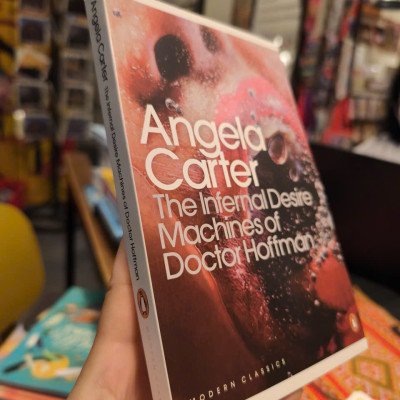 Angela Carter The Infernal Desire Machines of Doctor Hoffman
Angela
Carter
The Infernal Desire
Machines of
Doctor Hoffman
MODERN CLASSICS